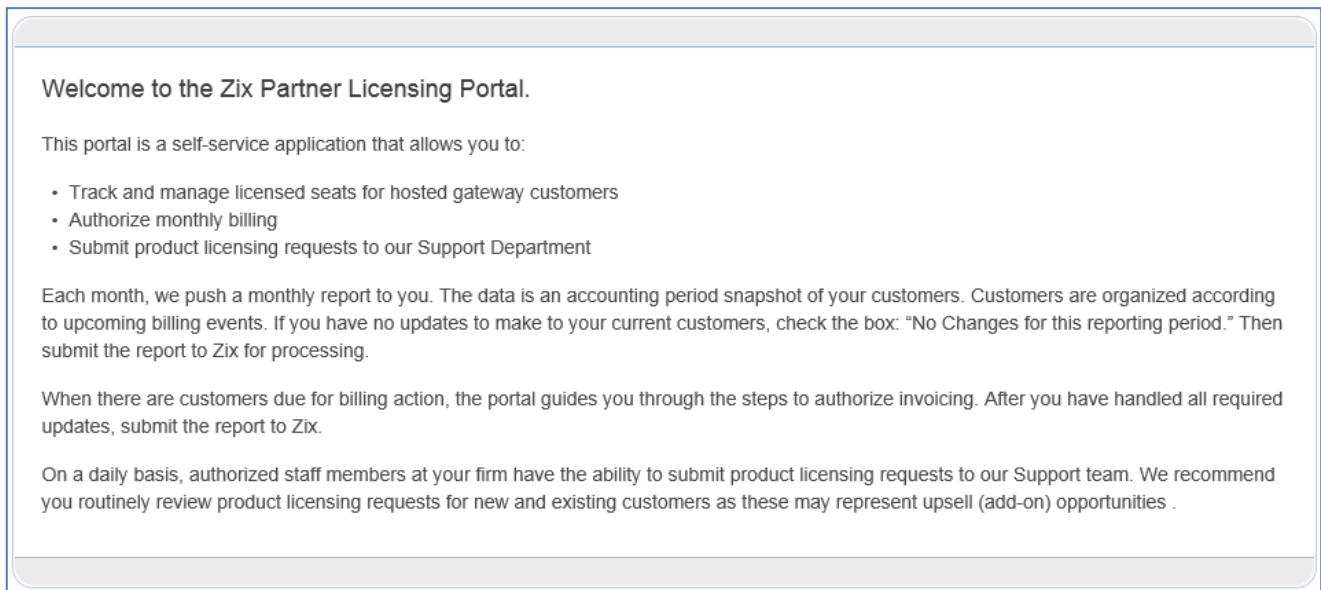 Welcome to the Zix Partner Licensing Portal.
This portal is a self-service application that allows you to:
• Track and manage licensed seats for hosted gateway customers
• Authorize monthly billing
• Submit product licensing requests to our Support Department
Each month, we push a monthly report to you. The data is an accounting period snapshot of your customers. Customers are organized according
to upcoming billing events. If you have no updates to make to your current customers, check the box: “No Changes for this reporting period.” Then
submit the report to Zix for processing.
When there are customers due for billing action, the portal guides you through the steps to authorize invoicing. After you have handled all required
updates, submit the report to Zix.
On a daily basis, authorized staff members at your firm have the ability to submit product licensing requests to our Support team. We recommend
you routinely review product licensing requests for new and existing customers as these may represent upsell (add-on) opportunities .